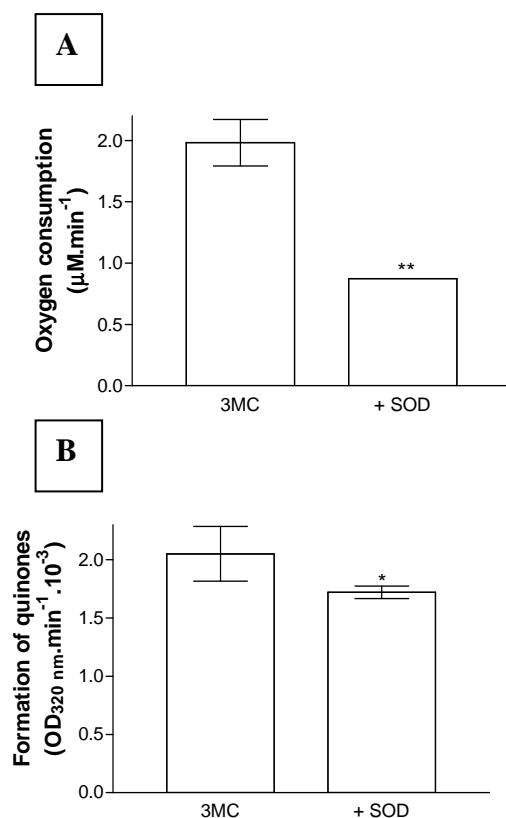 A
Oxygen consumption
(µM.min⁻¹)
2.0
1.5
1.0
0.5
0.0
**
3MC
+ SOD
B
Formation of quinones
(OD₃₂₀ ₙₘ.min⁻¹.10⁻³)
2.0
1.5
1.0
0.5
0.0
*
3MC
+ SOD